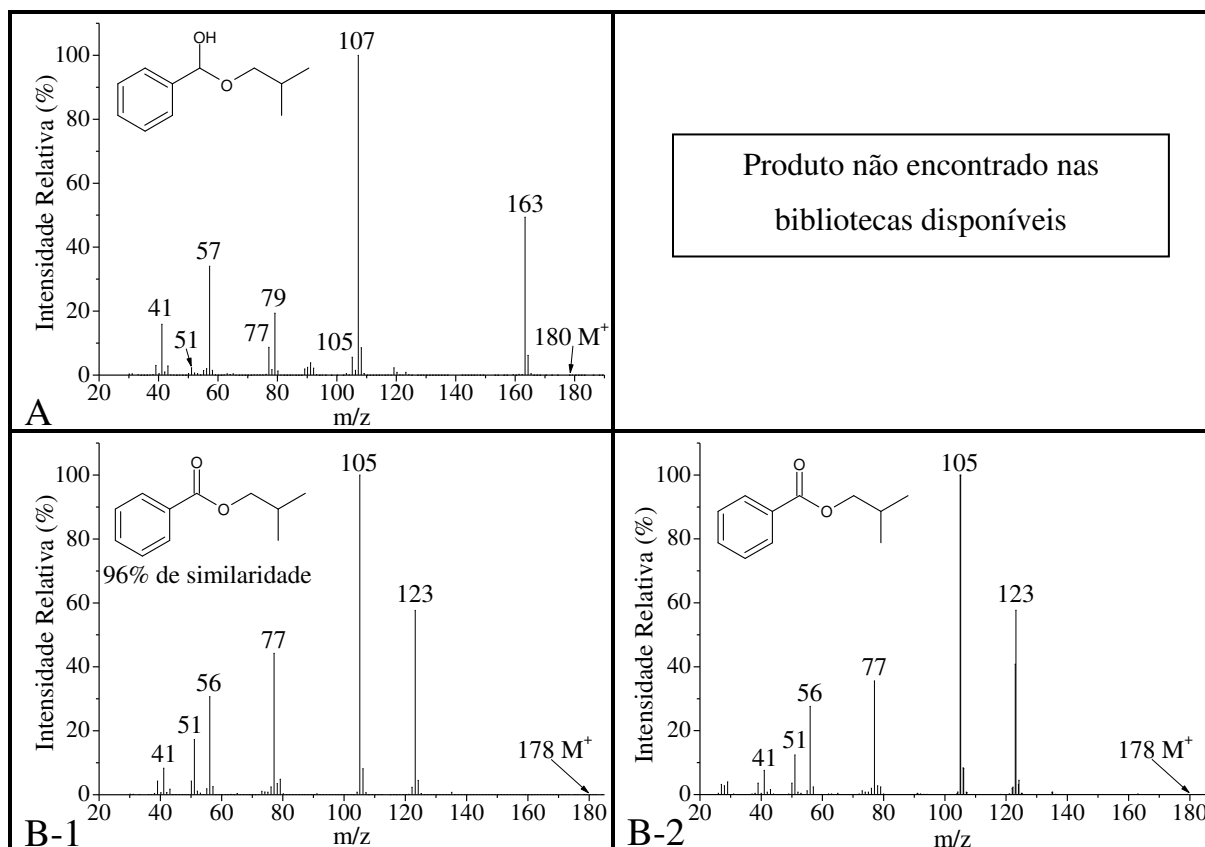 OH
O
Intensidade Relativa (%)
100
80
60
40
20
0
107
163
57
41
51
79
77
105
180 M+
20 40 60 80 100 120 140 160 180
m/z
A
Produto não encontrado nas
bibliotecas disponíveis
O
O
96% de similaridade
Intensidade Relativa (%)
100
80
60
40
20
0
105
123
77
56
51
41
178 M+
20 40 60 80 100 120 140 160 180
m/z
B-1
O
O
Intensidade Relativa (%)
100
80
60
40
20
0
105
123
77
56
51
41
178 M+
20 40 60 80 100 120 140 160 180
m/z
B-2